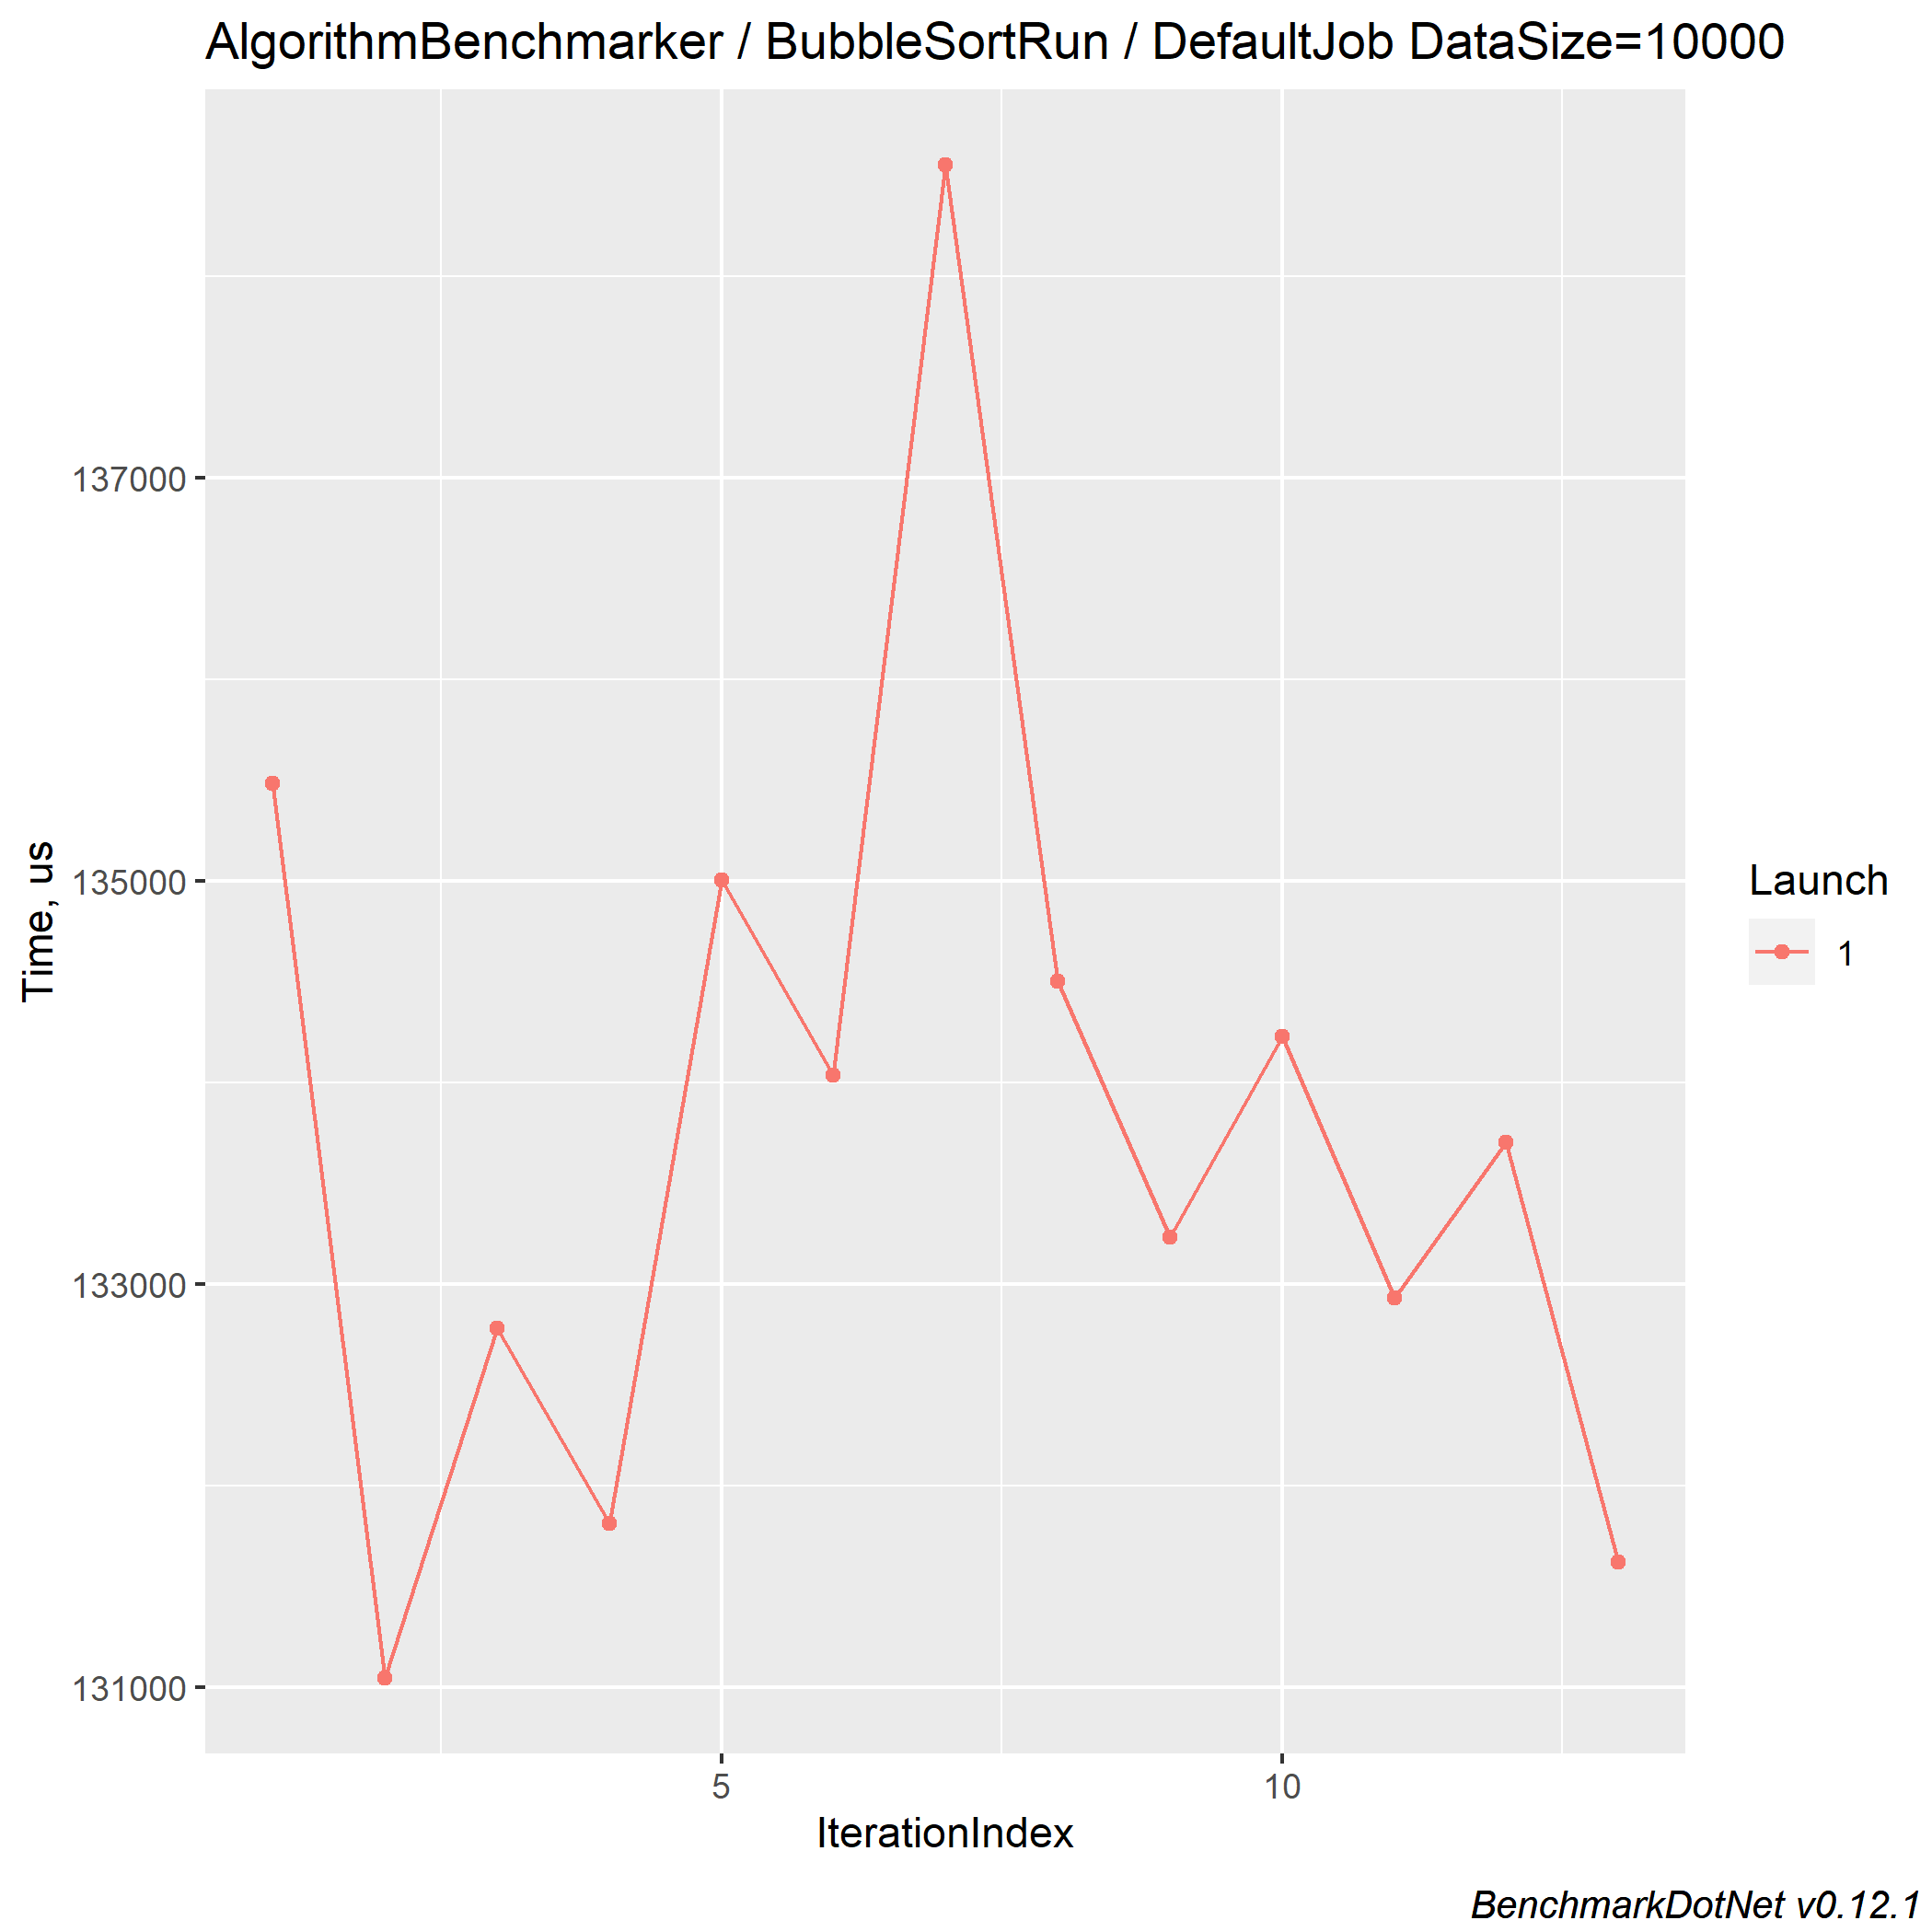 AlgorithmBenchmarker / BubbleSortRun / DefaultJob DataSize=10000
137000
135000
133000
131000
Time, us
5
10
IterationIndex
Launch
1
BenchmarkDotNet v0.12.1